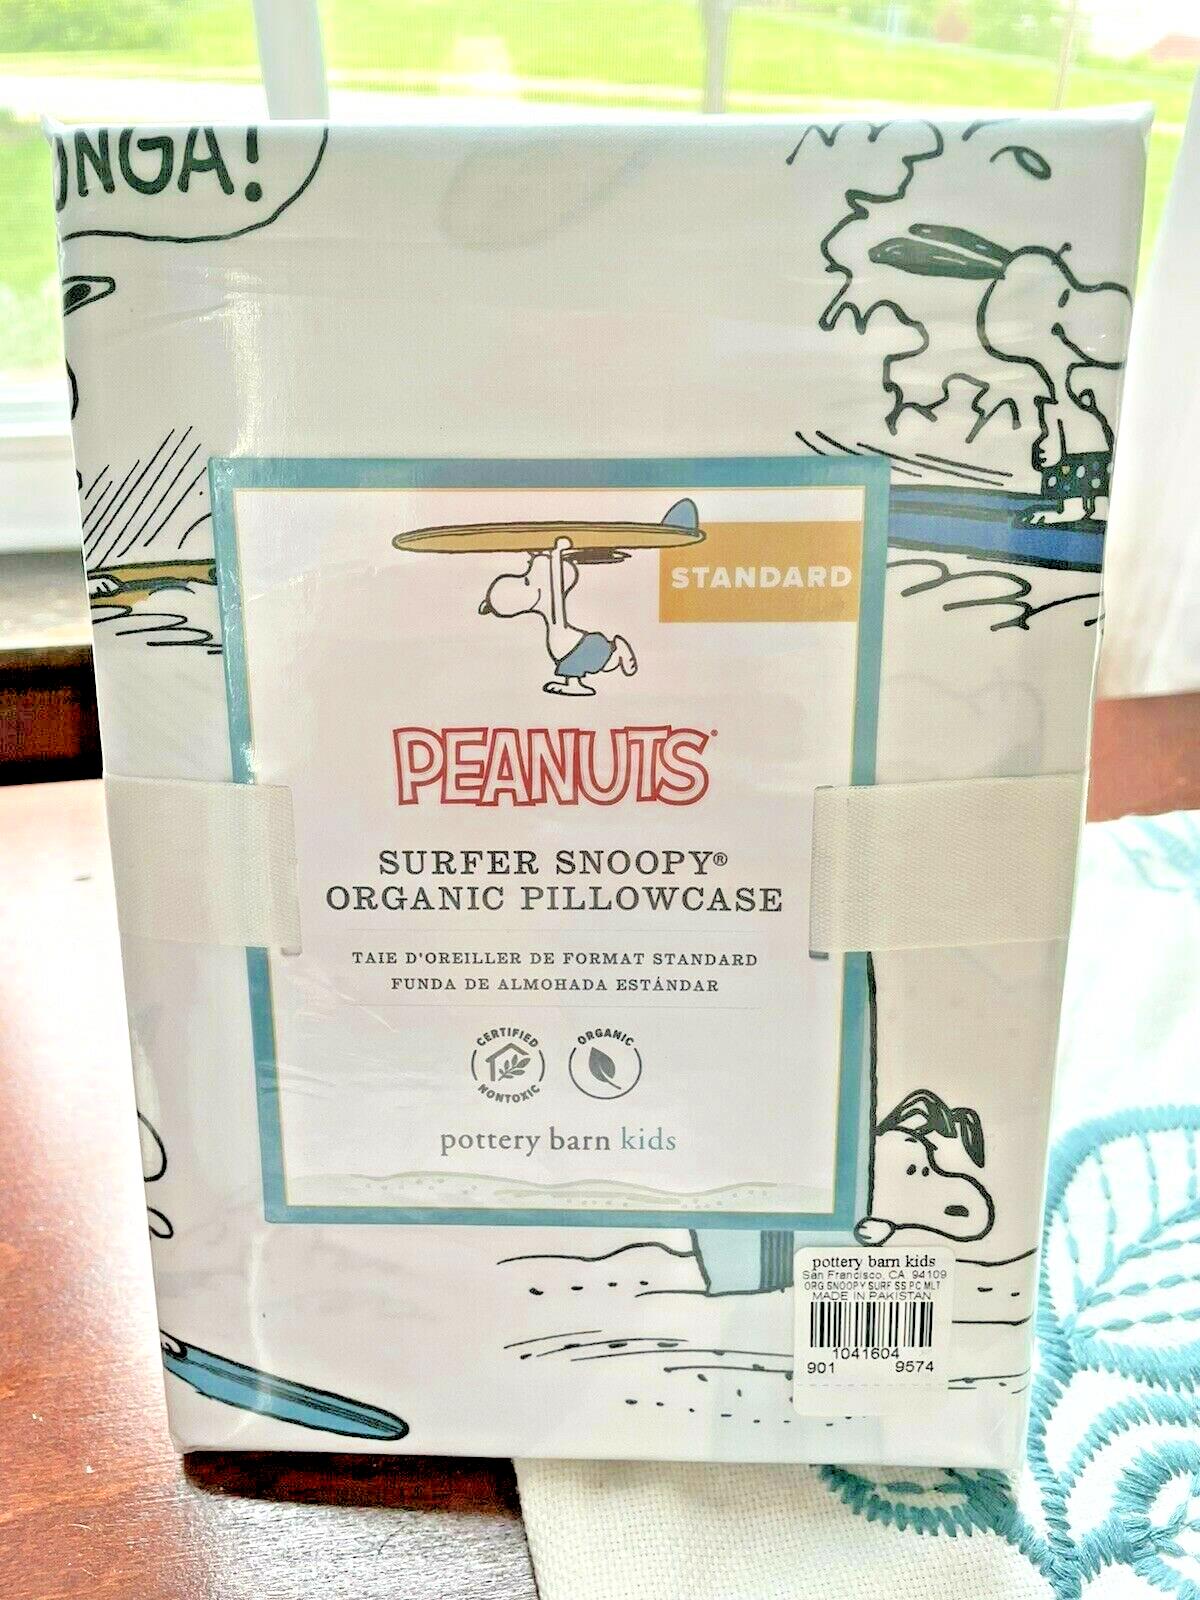 ONGA!
STANDARD
PEANUTS®
SURFER SNOOPY®
ORGANIC PILLOWCASE
TAIE D'OREILLER DE FORMAT STANDARD
FUNDA DE ALMOHADA ESTÁNDAR
CERTIFIED NONTOXIC
ORGANIC
pottery barn kids
pottery barn kids
San Francisco, CA 94109
ORG SNOOPY SURF SS PC MLT
MADE IN PAKISTAN
1041604
901 9574